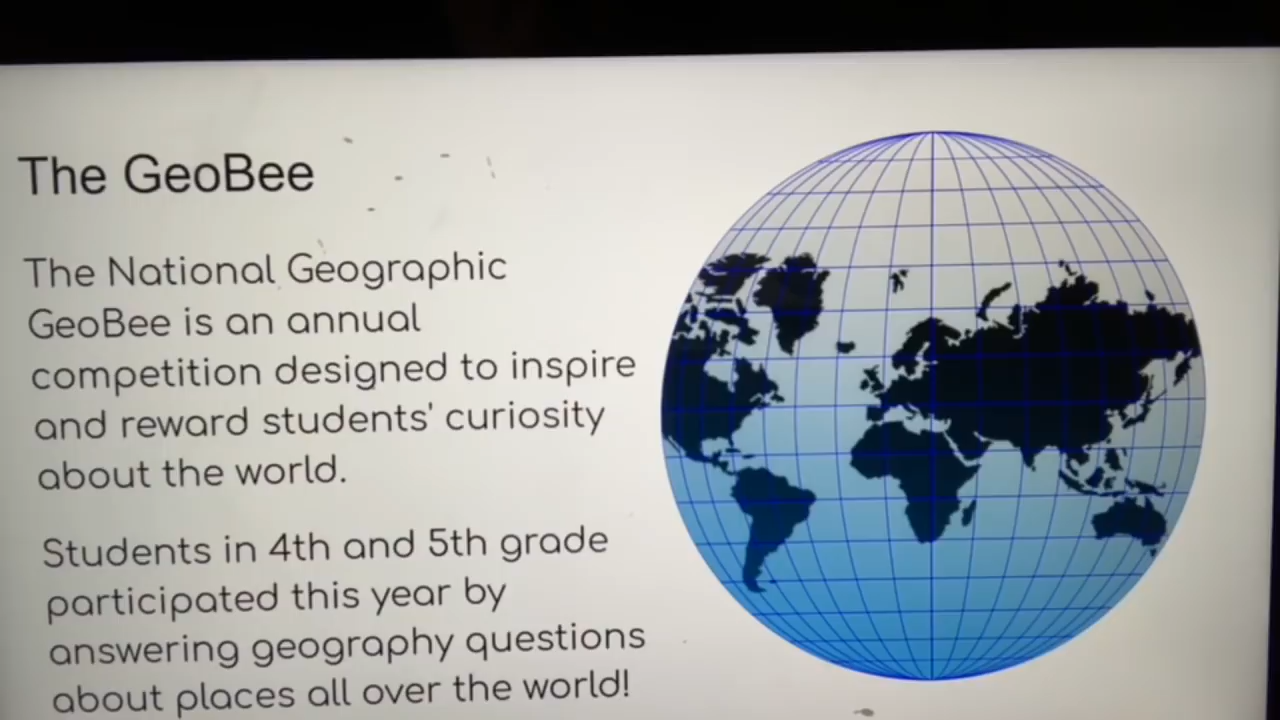 The GeoBee
The National Geographic
GeoBee is an annual
competition designed to inspire
and reward students' curiosity
about the world.
Students in 4th and 5th grade
participated this year by
answering geography questions
about places all over the world!